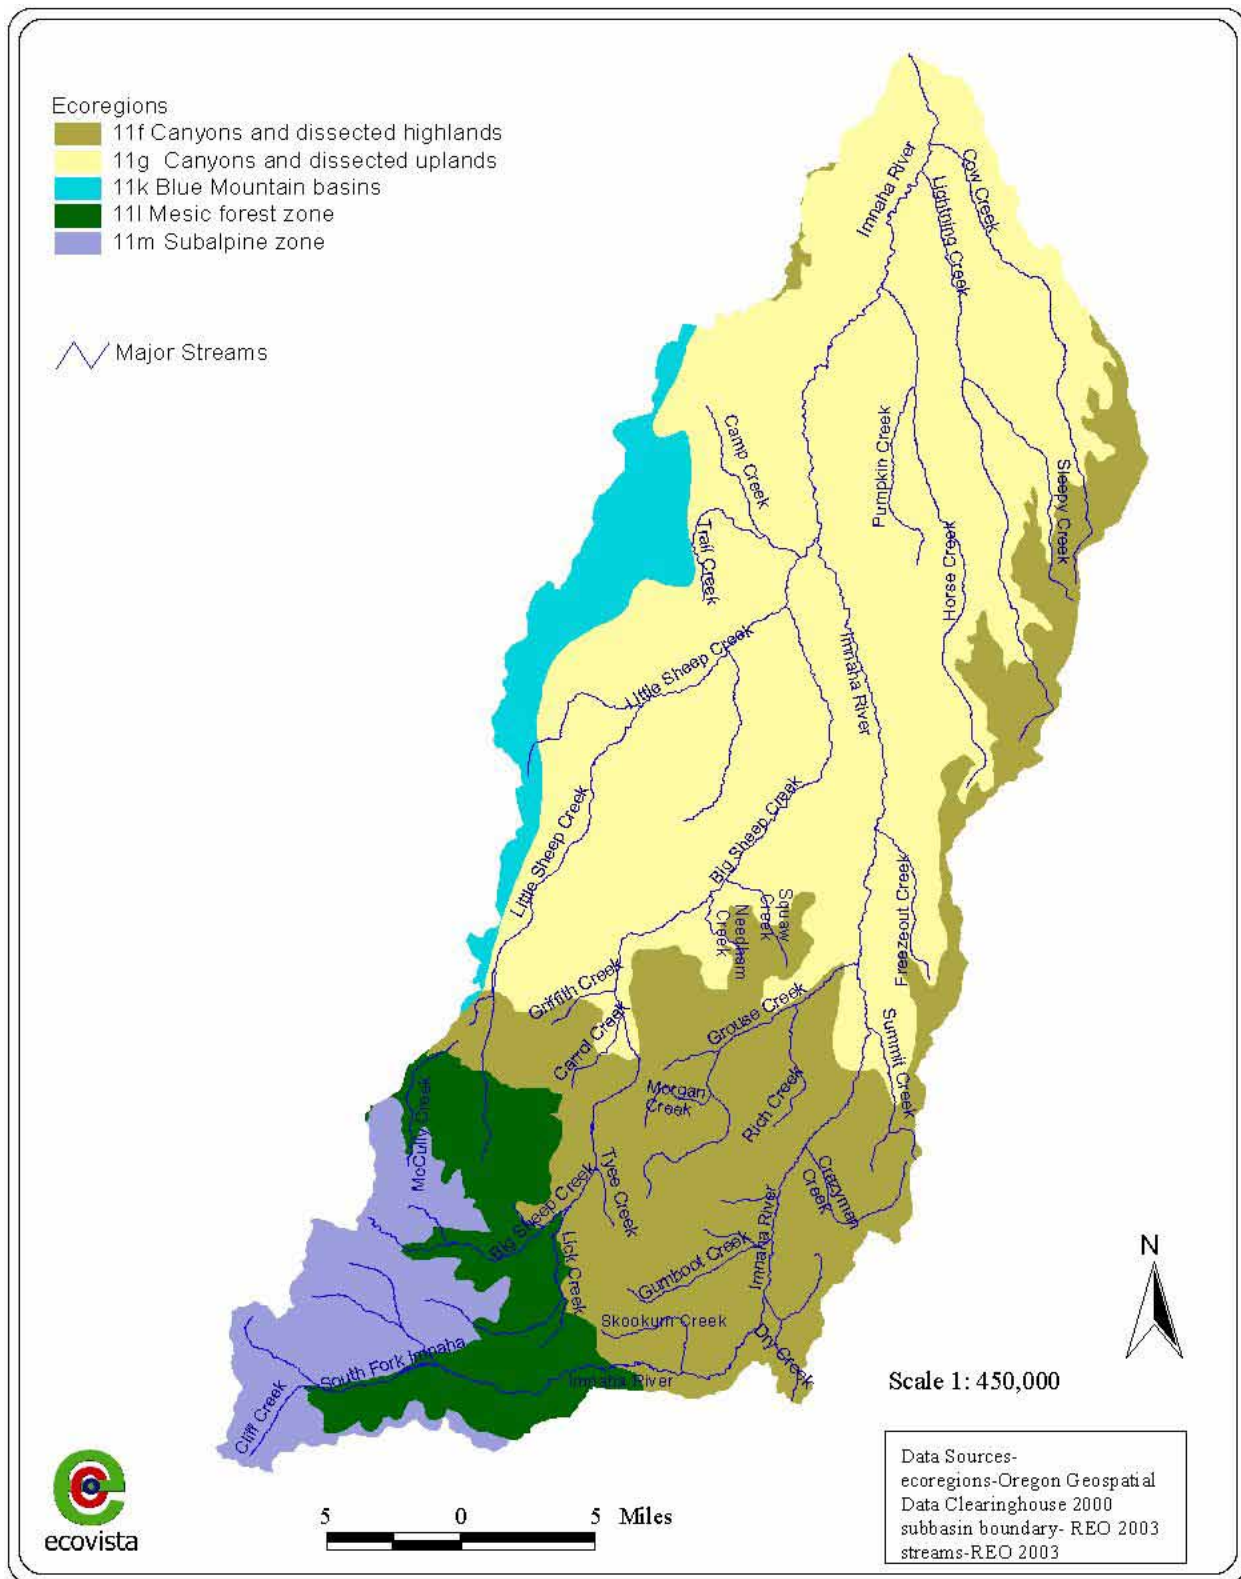 Ecoregions
11f Canyons and dissected highlands
11g Canyons and dissected uplands
11k Blue Mountain basins
11l Mesic forest zone
11m Subalpine zone
Major Streams
Imnaha River
Cow Creek
Lightning Creek
Camp Creek
Pumpkin Creek
Sleepy Creek
Trail Creek
Horse Creek
Little Sheep Creek
Imnaha River
Big Sheep Creek
Little Sheep Creek
Squaw
Creek
Needham
Creek
Freezeout Creek
Griffith Creek
Grouse Creek
Carrol Creek
Summit Creek
McCully Creek
Morgan
Creek
Rich Creek
Tyee Creek
Crazyman
Creek
Big Sheep Creek
Imnaha River
Lick Creek
Gumboot Creek
Skookum Creek
Dry Creek
South Fork Imnaha
Imnaha River
Cliff Creek
N
Scale 1: 450,000
Data Sources-
ecoregions-Oregon Geospatial
Data Clearinghouse 2000
subbasin boundary- REO 2003
streams-REO 2003
5 0 5 Miles
ecovista